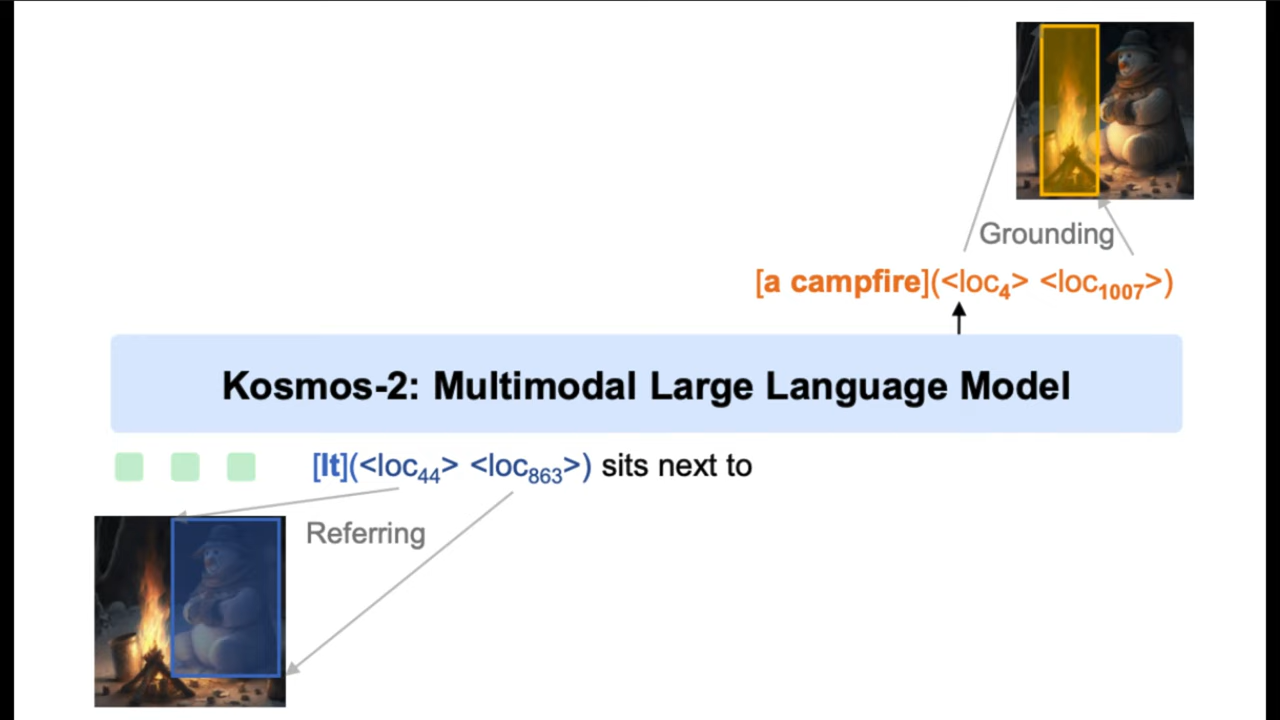 Grounding
[a campfire](<loc4> <loc1007>)
Kosmos-2: Multimodal Large Language Model
[It](<loc44> <loc863>) sits next to
Referring